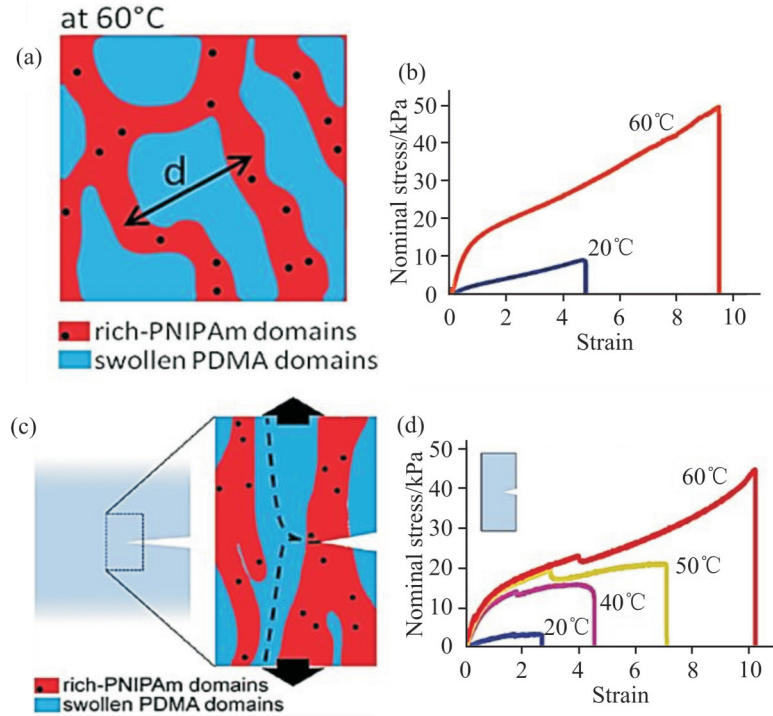 at 60°C
(a)
d
rich-PNIPAm domains
swollen PDMA domains
(b)
Nominal stress/kPa
50
40
30
20
10
0
60℃
20℃
0 2 4 6 8 10
Strain
(c)
rich-PNIPAm domains
swollen PDMA domains
(d)
Nominal stress/kPa
50
40
30
20
10
0
60℃
50℃
40℃
20℃
0 2 4 6 8 10
Strain